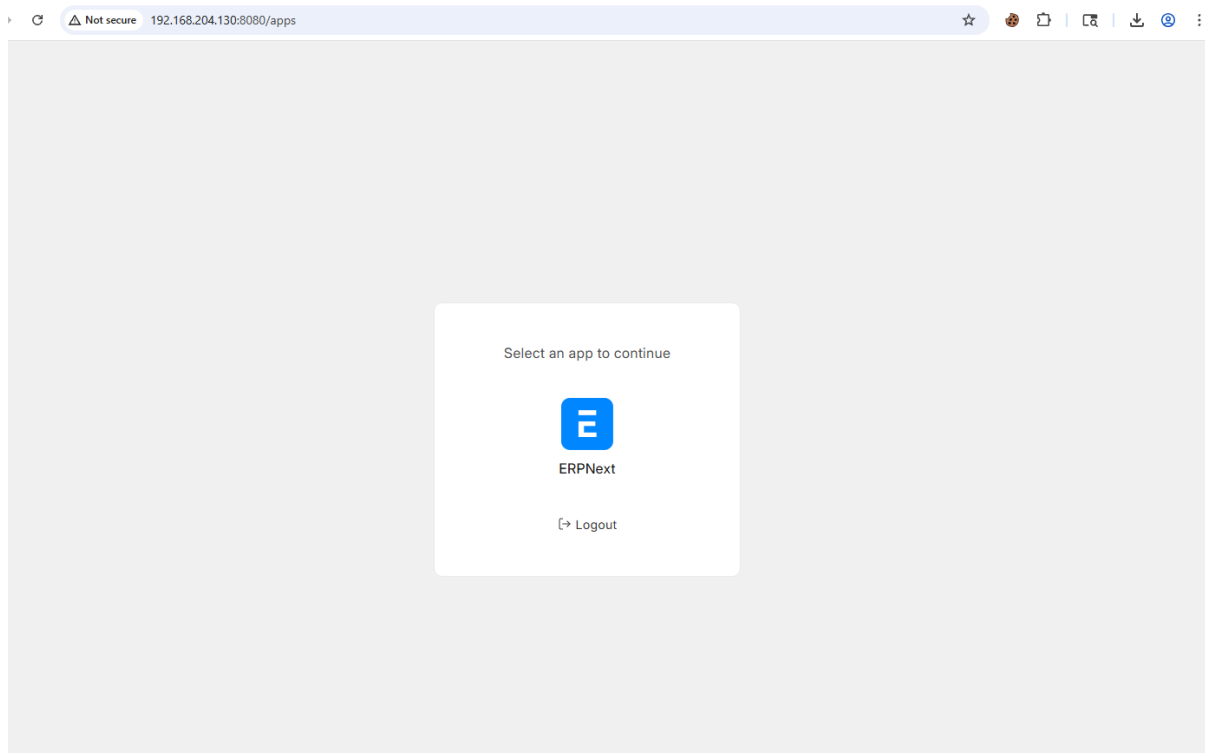 Not secure 192.168.204.130:8080/apps
Select an app to continue
E
ERPNext
Logout